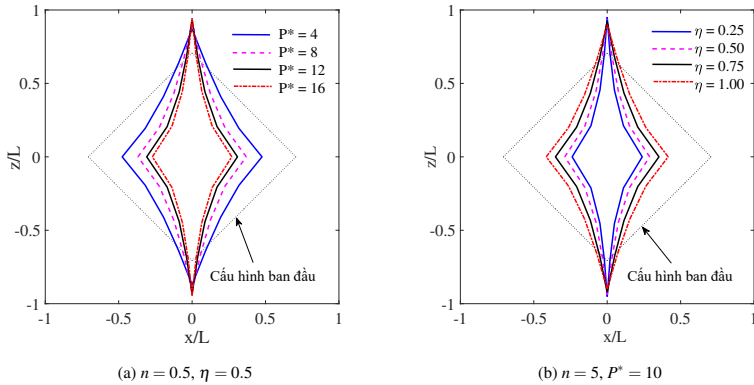 P* = 4
P* = 8
P* = 12
P* = 16
1
0.5
0
-0.5
-1
z/L
Cấu hình ban đầu
-1 -0.5 0 0.5 1
x/L
(a) n = 0.5, η = 0.5
η = 0.25
η = 0.50
η = 0.75
η = 1.00
1
0.5
0
-0.5
-1
z/L
Cấu hình ban đầu
-1 -0.5 0 0.5 1
x/L
(b) n = 5, P* = 10